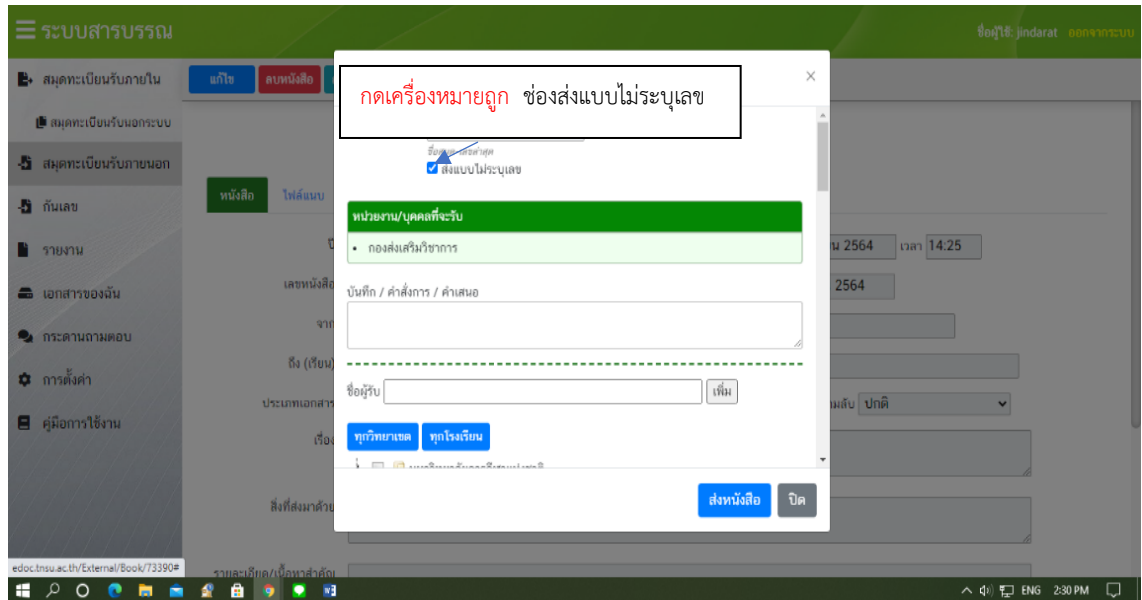 ระบบสารบรรณ
ชื่อผู้ใช้: jindarat ออกจากระบบ
สมุดทะเบียนรับภายใน
แก้ไข ลบหนังสือ
×
กดเครื่องหมายถูก ช่องส่งแบบไม่ระบุเลข
สมุดทะเบียนรับนอกระบบ
สมุดทะเบียนรับภายนอก
ส่งแบบไม่ระบุเลข
หนังสือ ไฟล์แนบ
กันเลข
หน่วยงาน/บุคคลที่จะรับ
รายงาน
• กองส่งเสริมวิชาการ
น 2564 เวลา 14:25
เลขหนังสือ
2564
เอกสารของฉัน
บันทึก / คำสั่งการ / คำเสนอ
จาก
กระดานถามตอบ
ถึง (เรียน)
การตั้งค่า
ชื่อผู้รับ เพิ่ม
ประเภทเอกสาร
ามลับ ปกติ
คู่มือการใช้งาน
เรื่อง
ทุกวิทยาเขต ทุกโรงเรียน
ส่งหนังสือ ปิด
สิ่งที่ส่งมาด้วย
edoc.tnsu.ac.th/External/Book/73390#
รายละเอียด/เนื้อหาสำคัญ
ENG 2:30 PM